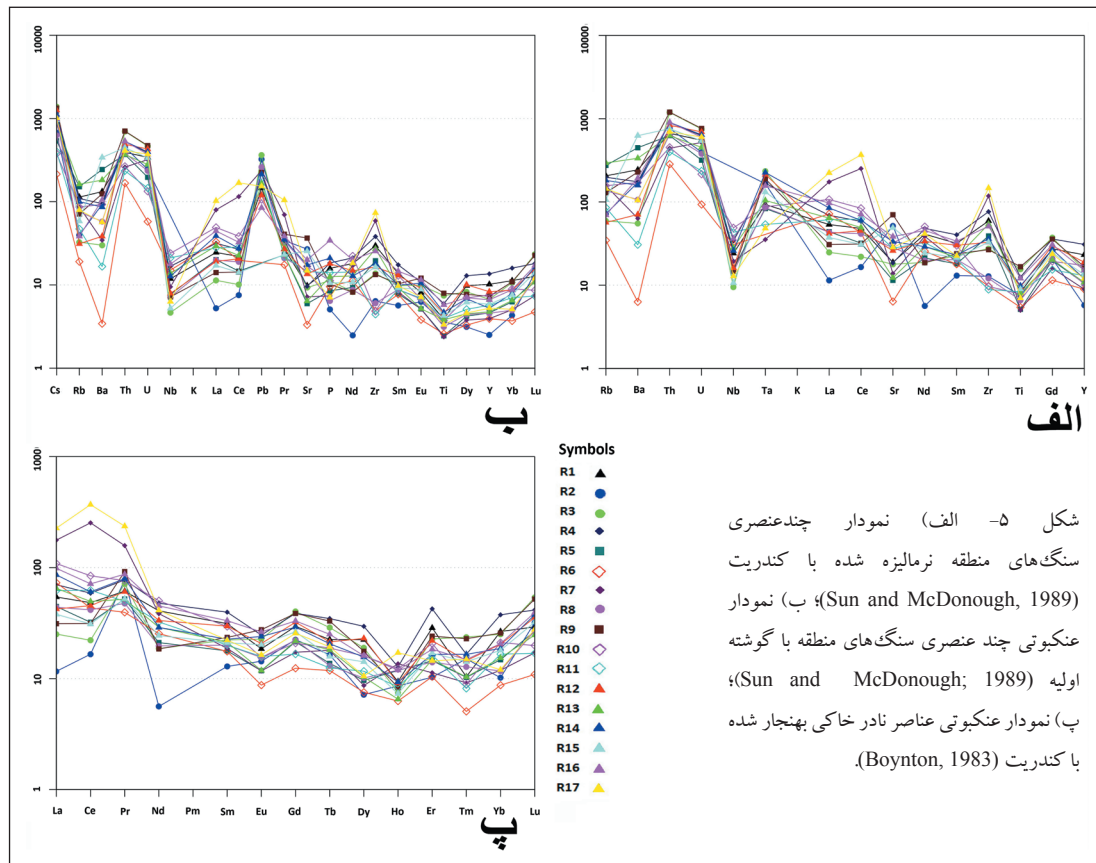 10000
1000
100
10
1
Cs Rb Ba Th U Nb K La Ce Pb Pr Sr P Nd Zr Sm Eu Ti Dy Y Yb Lu
ب
10000
1000
100
10
1
Rb Ba Th U Nb Ta K La Ce Sr Nd Sm Zr Ti Gd Y
الف
1000
100
10
1
La Ce Pr Nd Pm Sm Eu Gd Tb Dy Ho Er Tm Yb Lu
پ
Symbols
R1
R2
R3
R4
R5
R6
R7
R8
R9
R10
R11
R12
R13
R14
R15
R16
R17
شکل ۵- الف) نمودار چندعنصری
سنگ‌های منطقه نرمالیزه شده با کندریت
(Sun and McDonough, 1989)؛ ب) نمودار
عنکبوتی چند عنصری سنگ‌های منطقه با گوشته
اولیه (Sun and McDonough; 1989)؛
پ) نمودار عنکبوتی عناصر نادر خاکی بهنجار شده
با کندریت (Boynton, 1983).